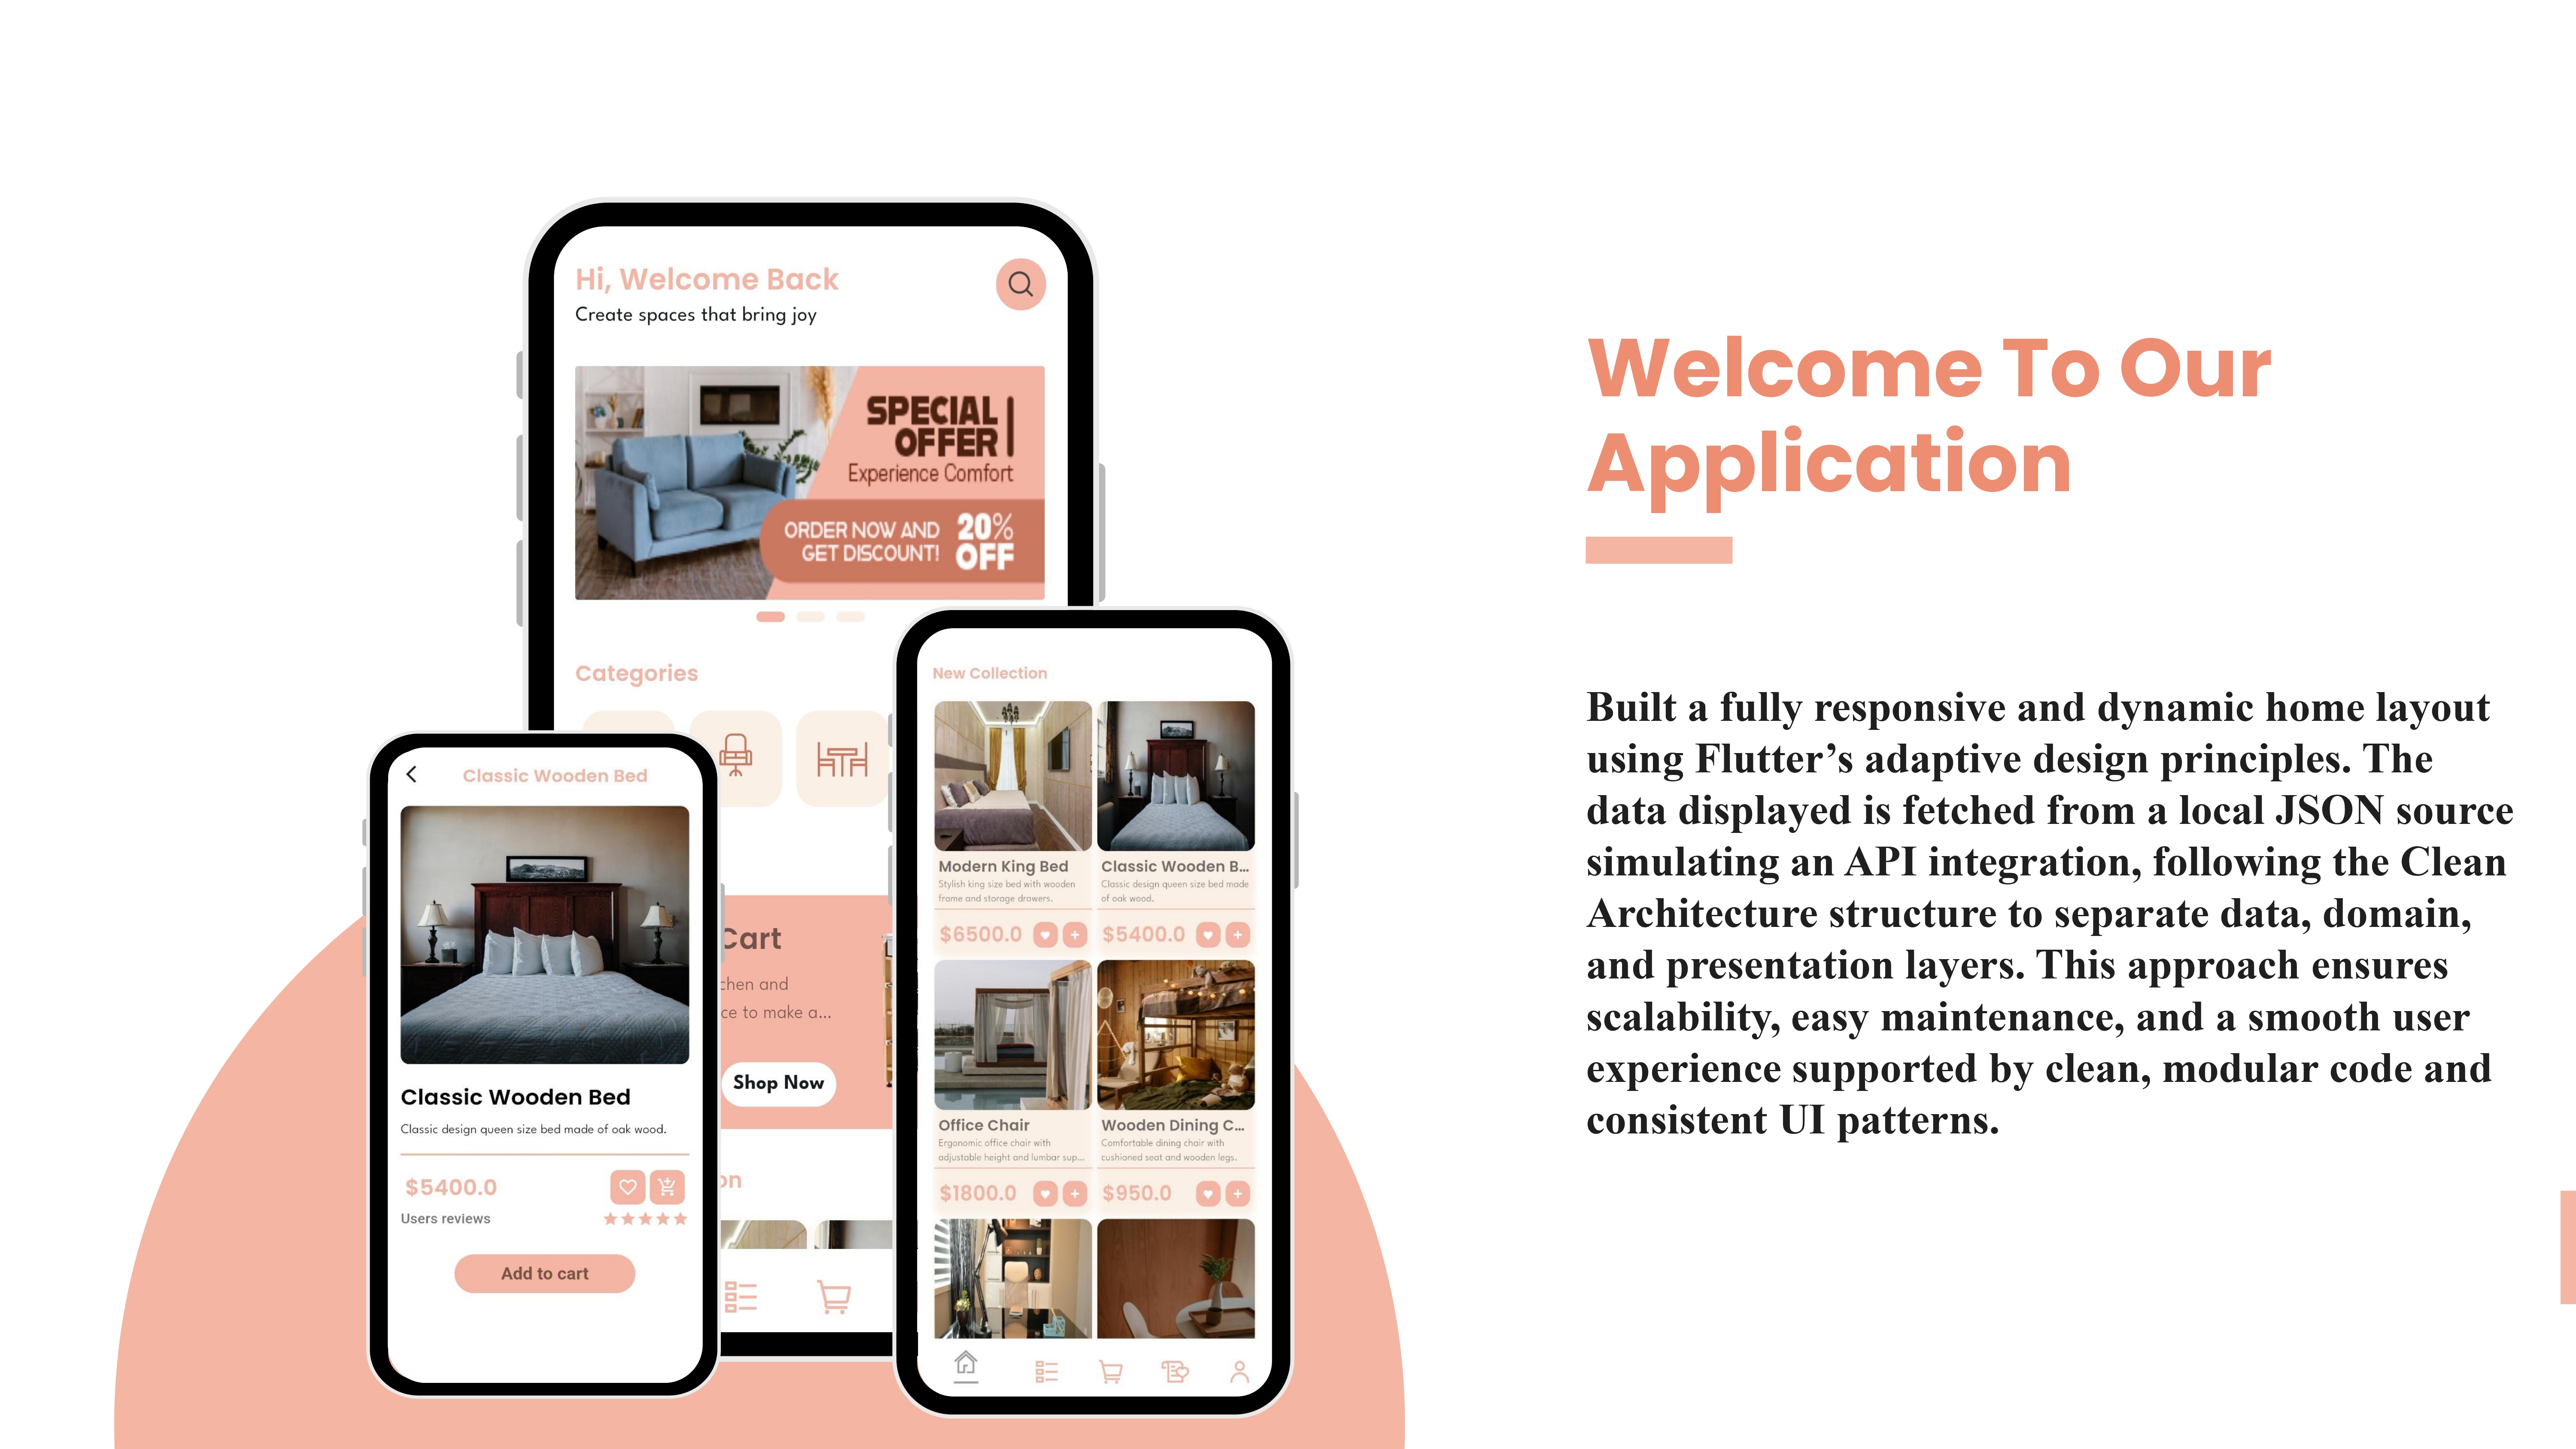 Hi, Welcome Back
Create spaces that bring joy
SPECIAL
OFFER
Experience Comfort
ORDER NOW AND
GET DISCOUNT!
20%
OFF
Categories
Cart
chen and
ce to make a...
Shop Now
on
Classic Wooden Bed
Classic Wooden Bed
Classic design queen size bed made of oak wood.
$5400.0
Users reviews
Add to cart
New Collection
Modern King Bed
Stylish king size bed with wooden
frame and storage drawers.
$6500.0
Classic Wooden B...
Classic design queen size bed made
of oak wood.
$5400.0
Office Chair
Ergonomic office chair with
adjustable height and lumbar sup...
$1800.0
Wooden Dining C...
Comfortable dining chair with
cushioned seat and wooden legs.
$950.0
Welcome To Our
Application
Built a fully responsive and dynamic home layout
using Flutter’s adaptive design principles. The
data displayed is fetched from a local JSON source
simulating an API integration, following the Clean
Architecture structure to separate data, domain,
and presentation layers. This approach ensures
scalability, easy maintenance, and a smooth user
experience supported by clean, modular code and
consistent UI patterns.